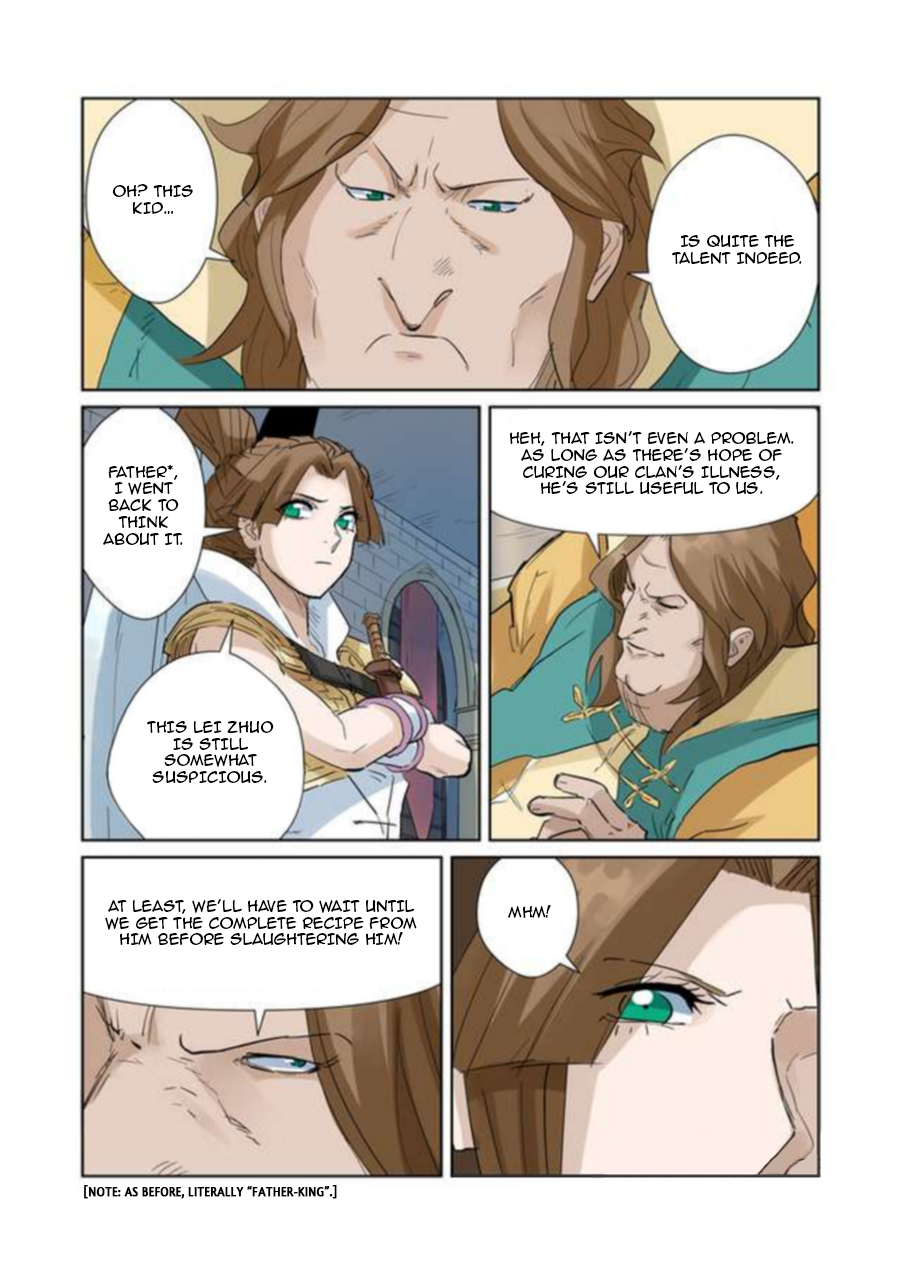 OH? THIS
KID...
IS QUITE THE
TALENT INDEED.
FATHER*,
I WENT
BACK TO
THINK
ABOUT IT.
THIS LEI ZHUO
IS STILL
SOMEWHAT
SUSPICIOUS.
HEH, THAT ISN'T EVEN A PROBLEM.
AS LONG AS THERE'S HOPE OF
CURING OUR CLAN'S ILLNESS,
HE'S STILL USEFUL TO US.
AT LEAST, WE'LL HAVE TO WAIT UNTIL
WE GET THE COMPLETE RECIPE FROM
HIM BEFORE SLAUGHTERING HIM!
MHM!
[NOTE: AS BEFORE, LITERALLY "FATHER-KING".]